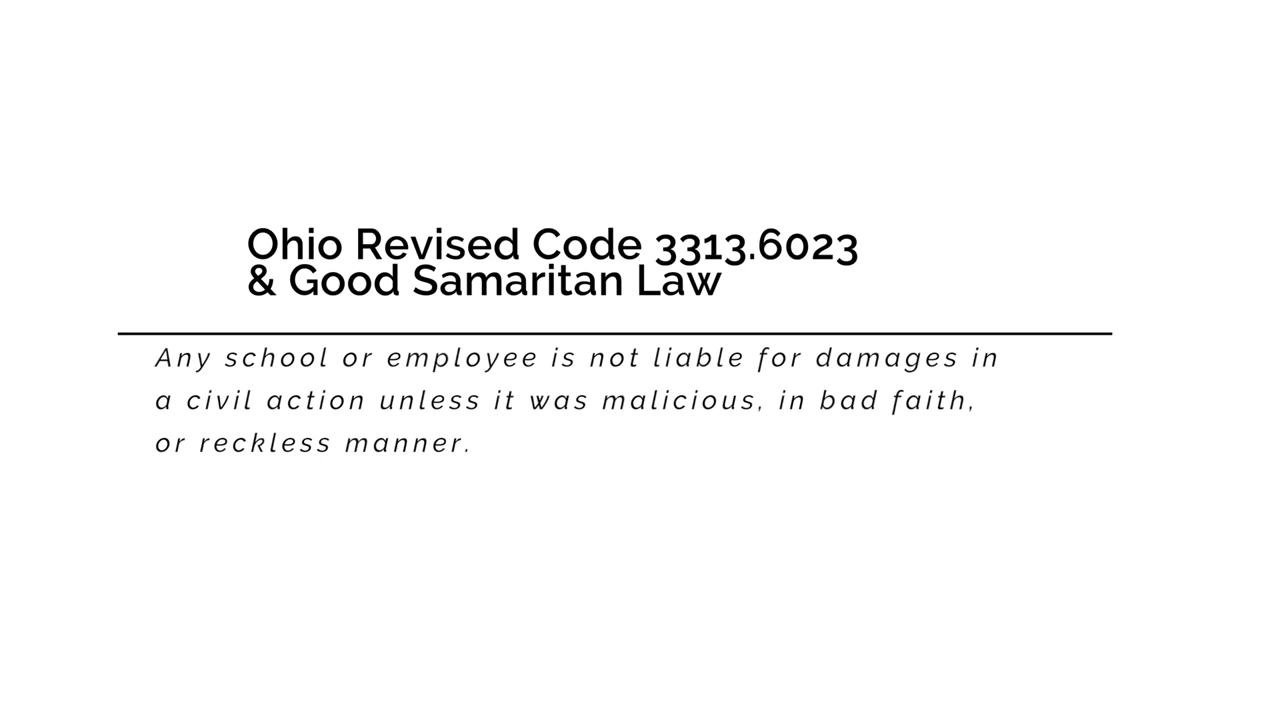 Ohio Revised Code 3313.6023
& Good Samaritan Law
Any school or employee is not liable for damages in
a civil action unless it was malicious, in bad faith,
or reckless manner.